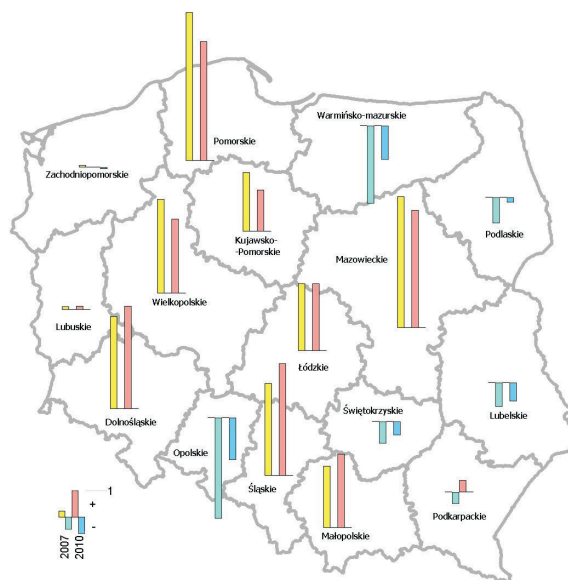 Warmińsko-mazurskie
Pomorskie
Zachodniopomorskie
Podlaskie
Kujawsko-
-Pomorskie
Mazowieckie
Wielkopolskie
Lubuskie
Łódzkie
Świętokrzyskie
Lubelskie
Dolnośląskie
Opolskie
Śląskie
Podkarpackie
Małopolskie
1
+
-
2007
2010